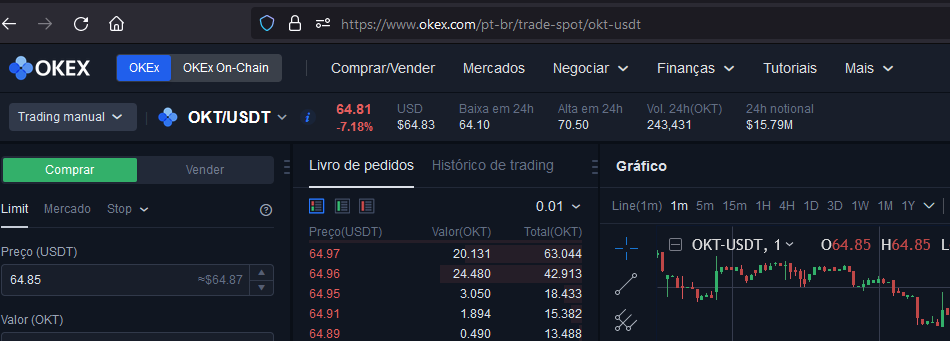 https://www.okex.com/pt-br/trade-spot/okt-usdt
OKEX OKEx OKEx On-Chain Comprar/Vender Mercados Negociar Finanças Tutoriais Mais
Trading manual OKT/USDT i 64.81 USD Baixa em 24h Alta em 24h Vol. 24h(OKT) 24h notional
-7.18% $64.83 64.10 70.50 243,431 $15.79M
Comprar Vender
Limit Mercado Stop ?
Preço (USDT)
64.85 ≈$64.87
Valor (OKT)
Livro de pedidos Histórico de trading
0.01
Preço(USDT) Valor(OKT) Total(OKT)
64.97 20.131 63.044
64.96 24.480 42.913
64.95 3.050 18.433
64.91 1.894 15.382
64.89 0.490 13.488
Gráfico
Line(1m) 1m 5m 15m 1H 4H 1D 3D 1W 1M 1Y
OKT-USDT, 1 O64.85 H64.85 L